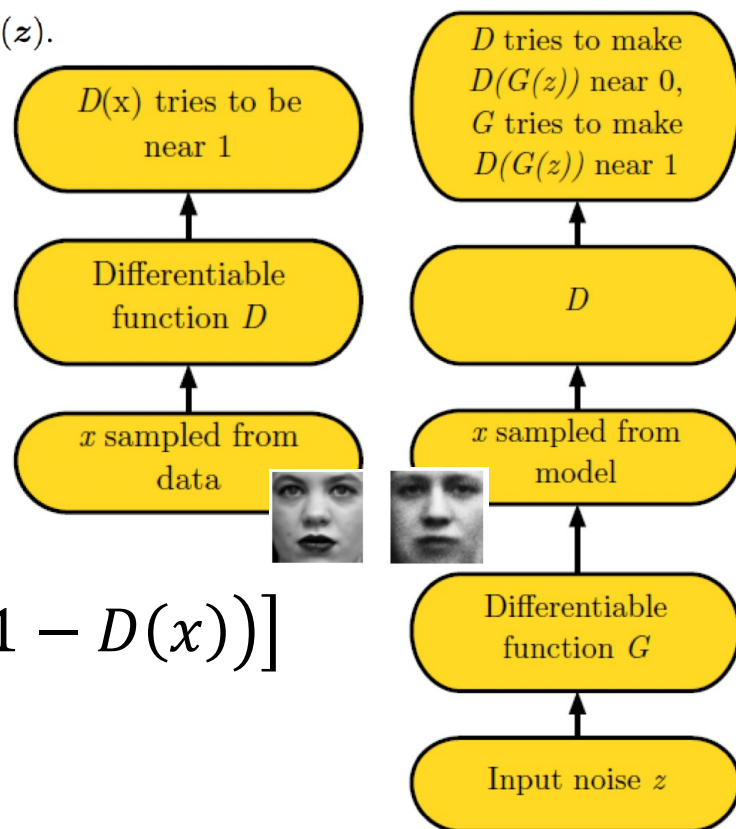 (z).
D(x) tries to be
near 1
Differentiable
function D
x sampled from
data
D tries to make
D(G(z)) near 0,
G tries to make
D(G(z)) near 1
D
x sampled from
model
Differentiable
function G
Input noise z
1 − D(x))]